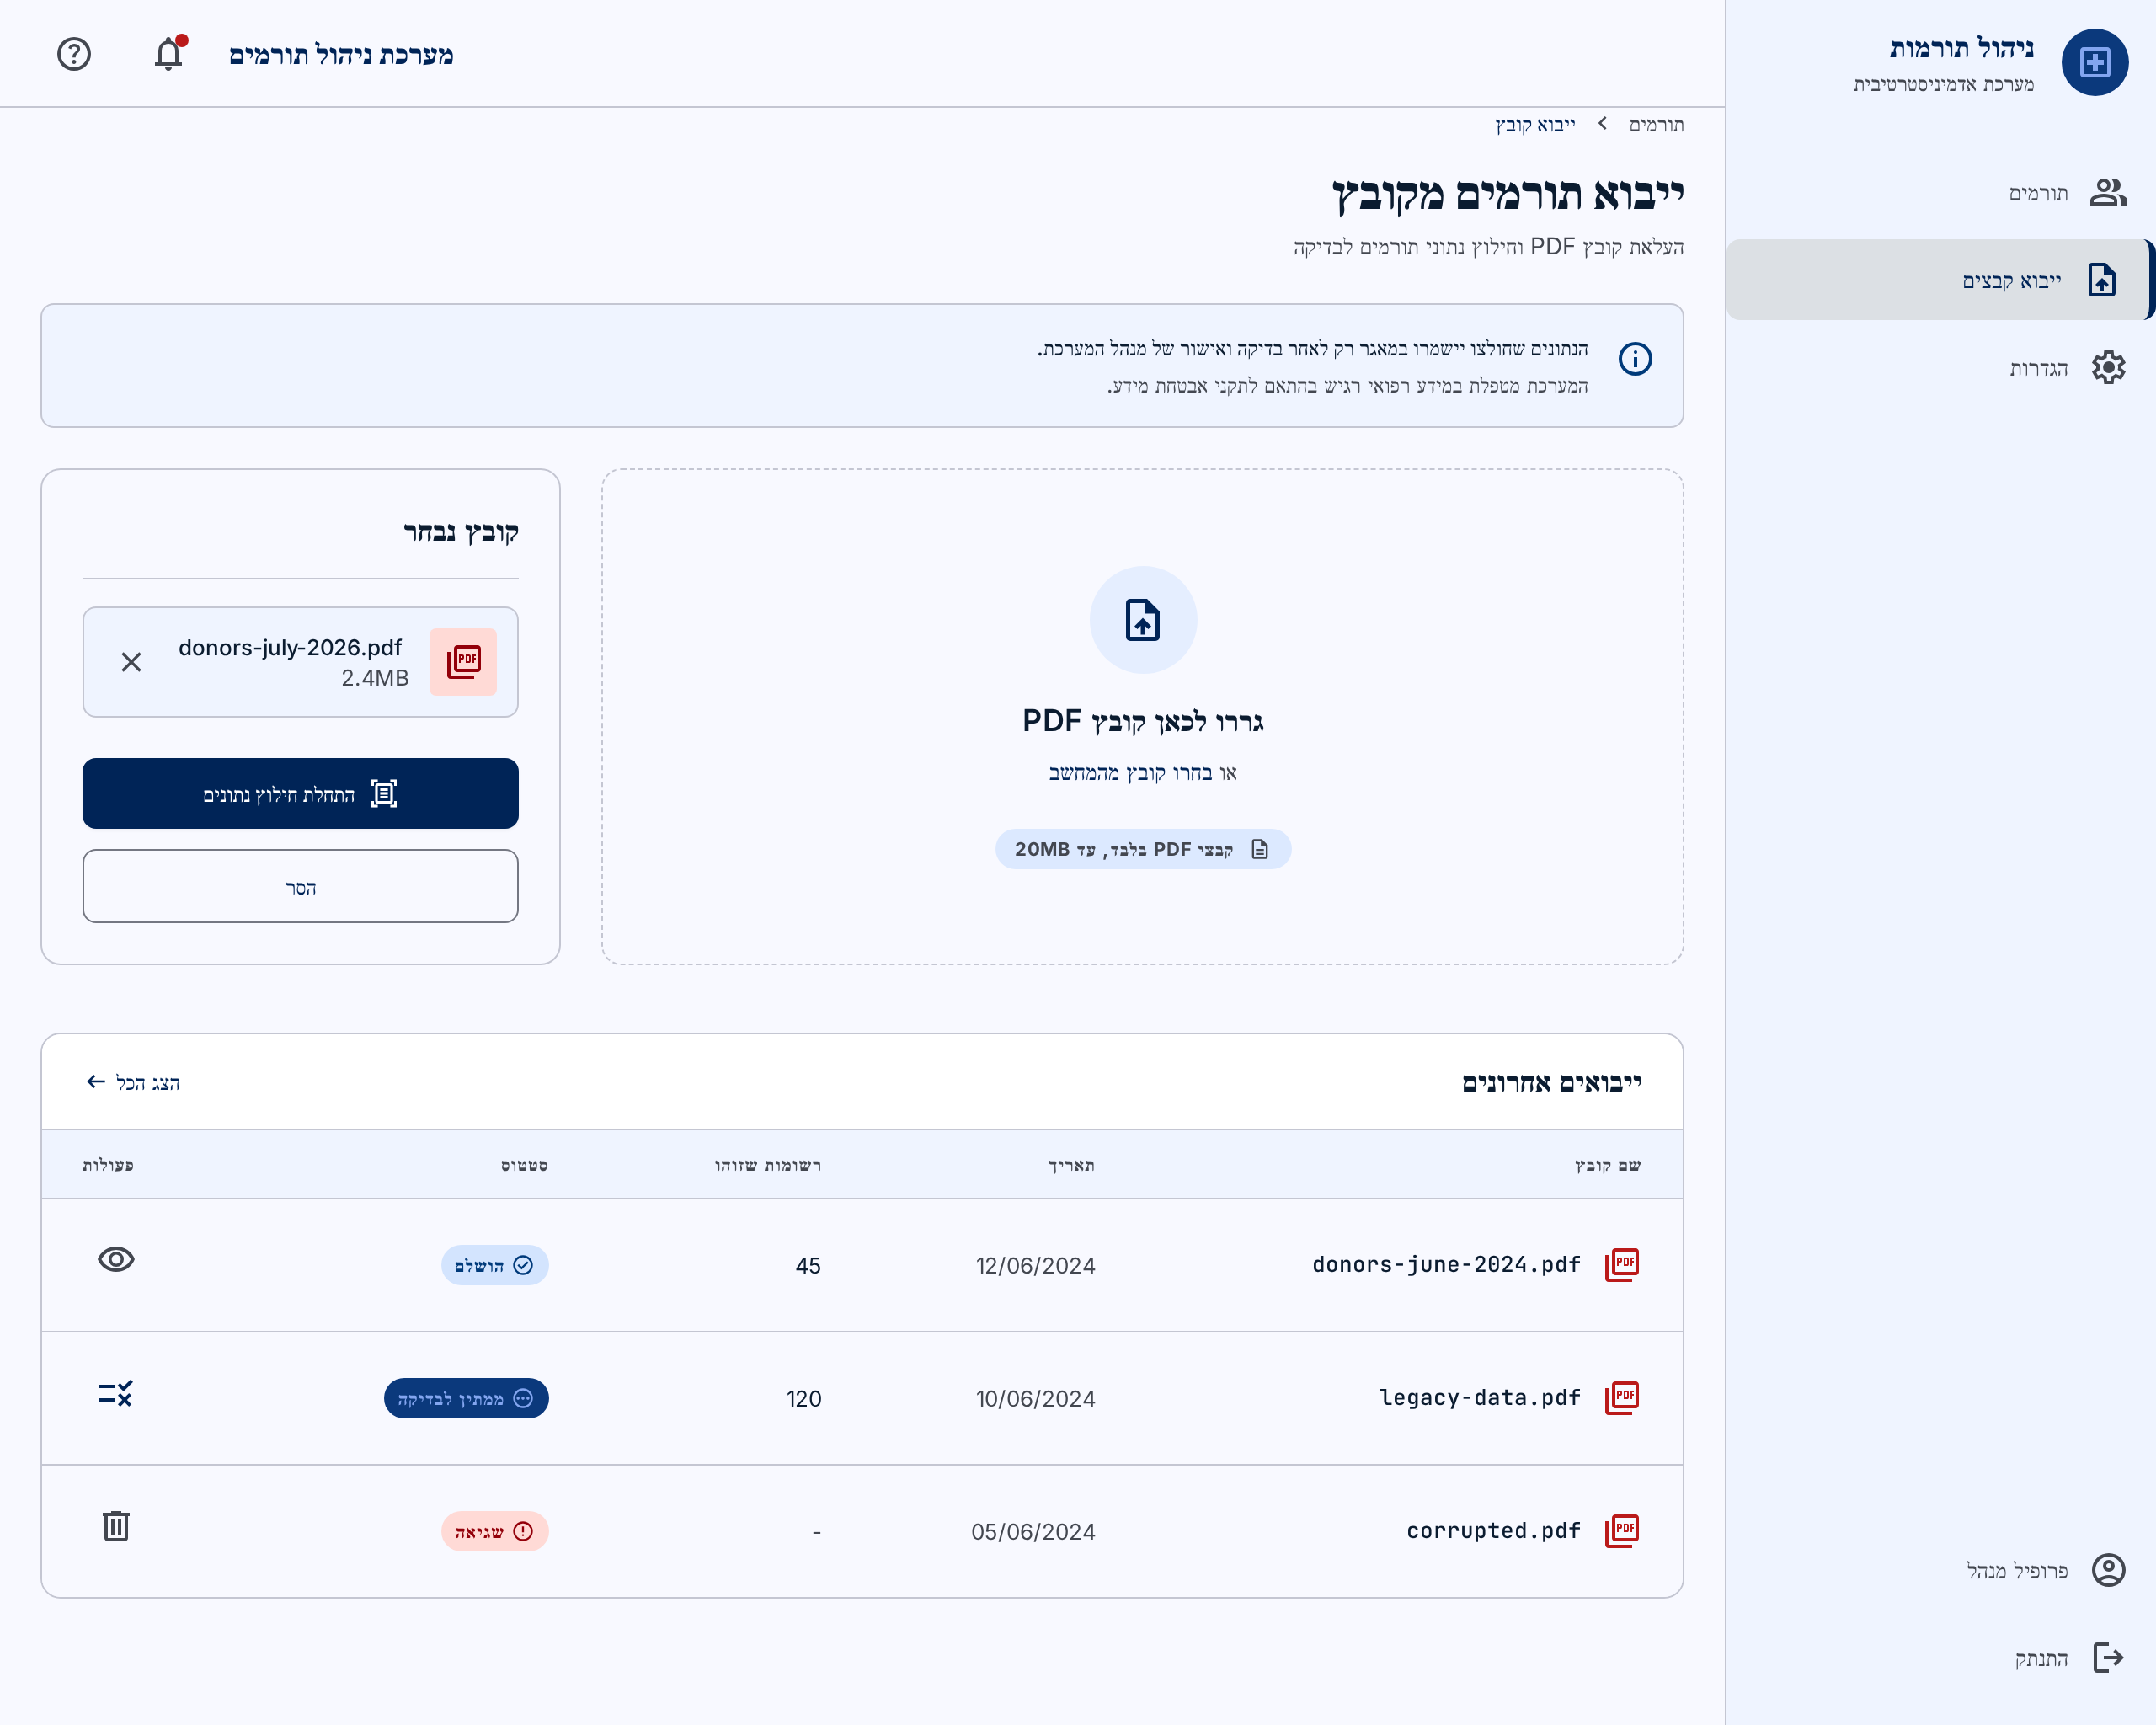 ניהול תורמות
מערכת אדמיניסטרטיבית
תורמים
ייבוא קבצים
הגדרות
פרופיל מנהל
התנתק
מערכת ניהול תורמים
תורמים
ייבוא קובץ
ייבוא תורמים מקובץ
העלאת קובץ PDF וחילוץ נתוני תורמים לבדיקה
הנתונים שחולצו יישמרו במאגר רק לאחר בדיקה ואישור של מנהל המערכת.
המערכת מטפלת במידע רפואי רגיש בהתאם לתקני אבטחת מידע.
גררו לכאן קובץ PDF
או בחרו קובץ מהמחשב
קבצי PDF בלבד, עד 20MB
קובץ נבחר
PDF
donors-july-2026.pdf
2.4MB
התחלת חילוץ נתונים
הסר
ייבואים אחרונים
הצג הכל
שם קובץ תאריך רשומות שזוהו סטטוס פעולות
PDF donors-june-2024.pdf 12/06/2024 45 הושלם
PDF legacy-data.pdf 10/06/2024 120 ממתין לבדיקה
PDF corrupted.pdf 05/06/2024 - שגיאה